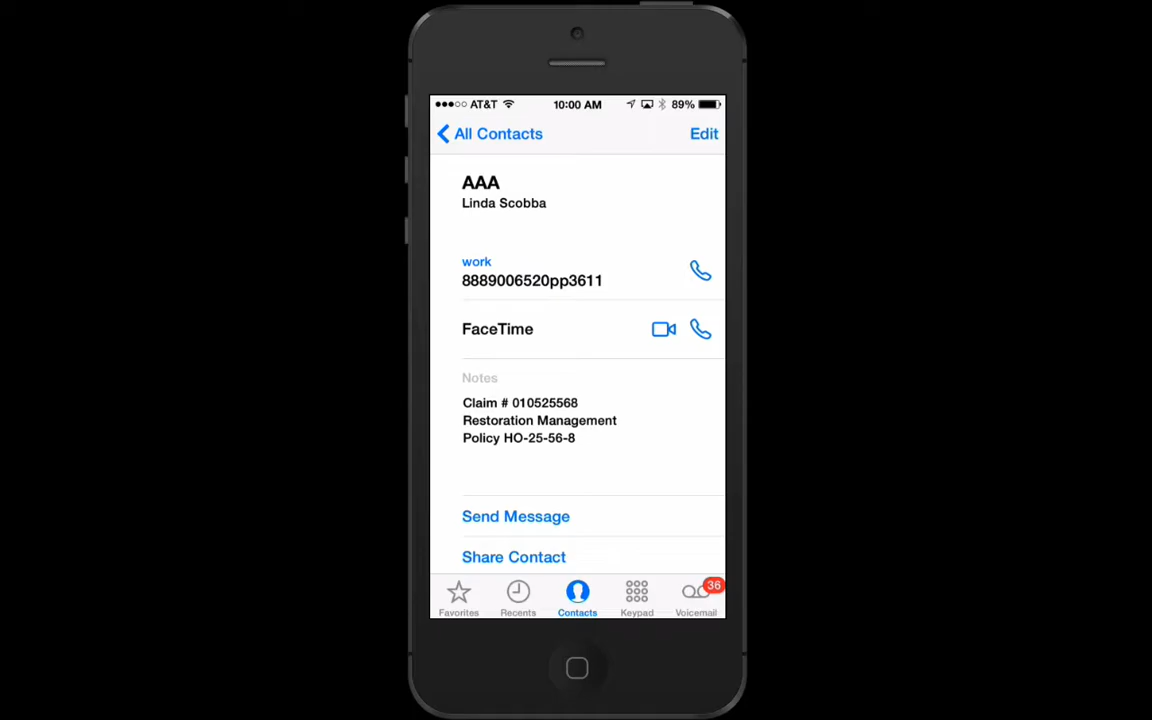 AT&T 10:00 AM 89%
All Contacts Edit
AAA
Linda Scobba
work
8889006520pp3611
FaceTime
Notes
Claim # 010525568
Restoration Management
Policy HO-25-56-8
Send Message
Share Contact
36
Favorites Recents Contacts Keypad Voicemail